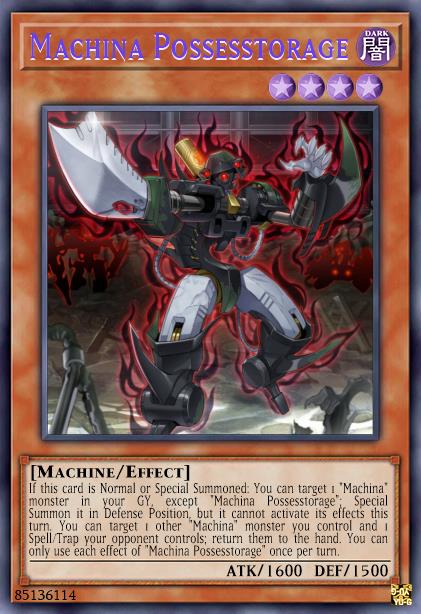 MACHINA POSSESSTORAGE
DARK
闇
[MACHINE/EFFECT]
If this card is Normal or Special Summoned: You can target 1 "Machina"
monster in your GY, except "Machina Possesstorage"; Special
Summon it in Defense Position, but it cannot activate its effects this
turn. You can target 1 other "Machina" monster you control and 1
Spell/Trap your opponent controls; return them to the hand. You can
only use each effect of "Machina Possesstorage" once per turn.
ATK/1600 DEF/1500
85136114